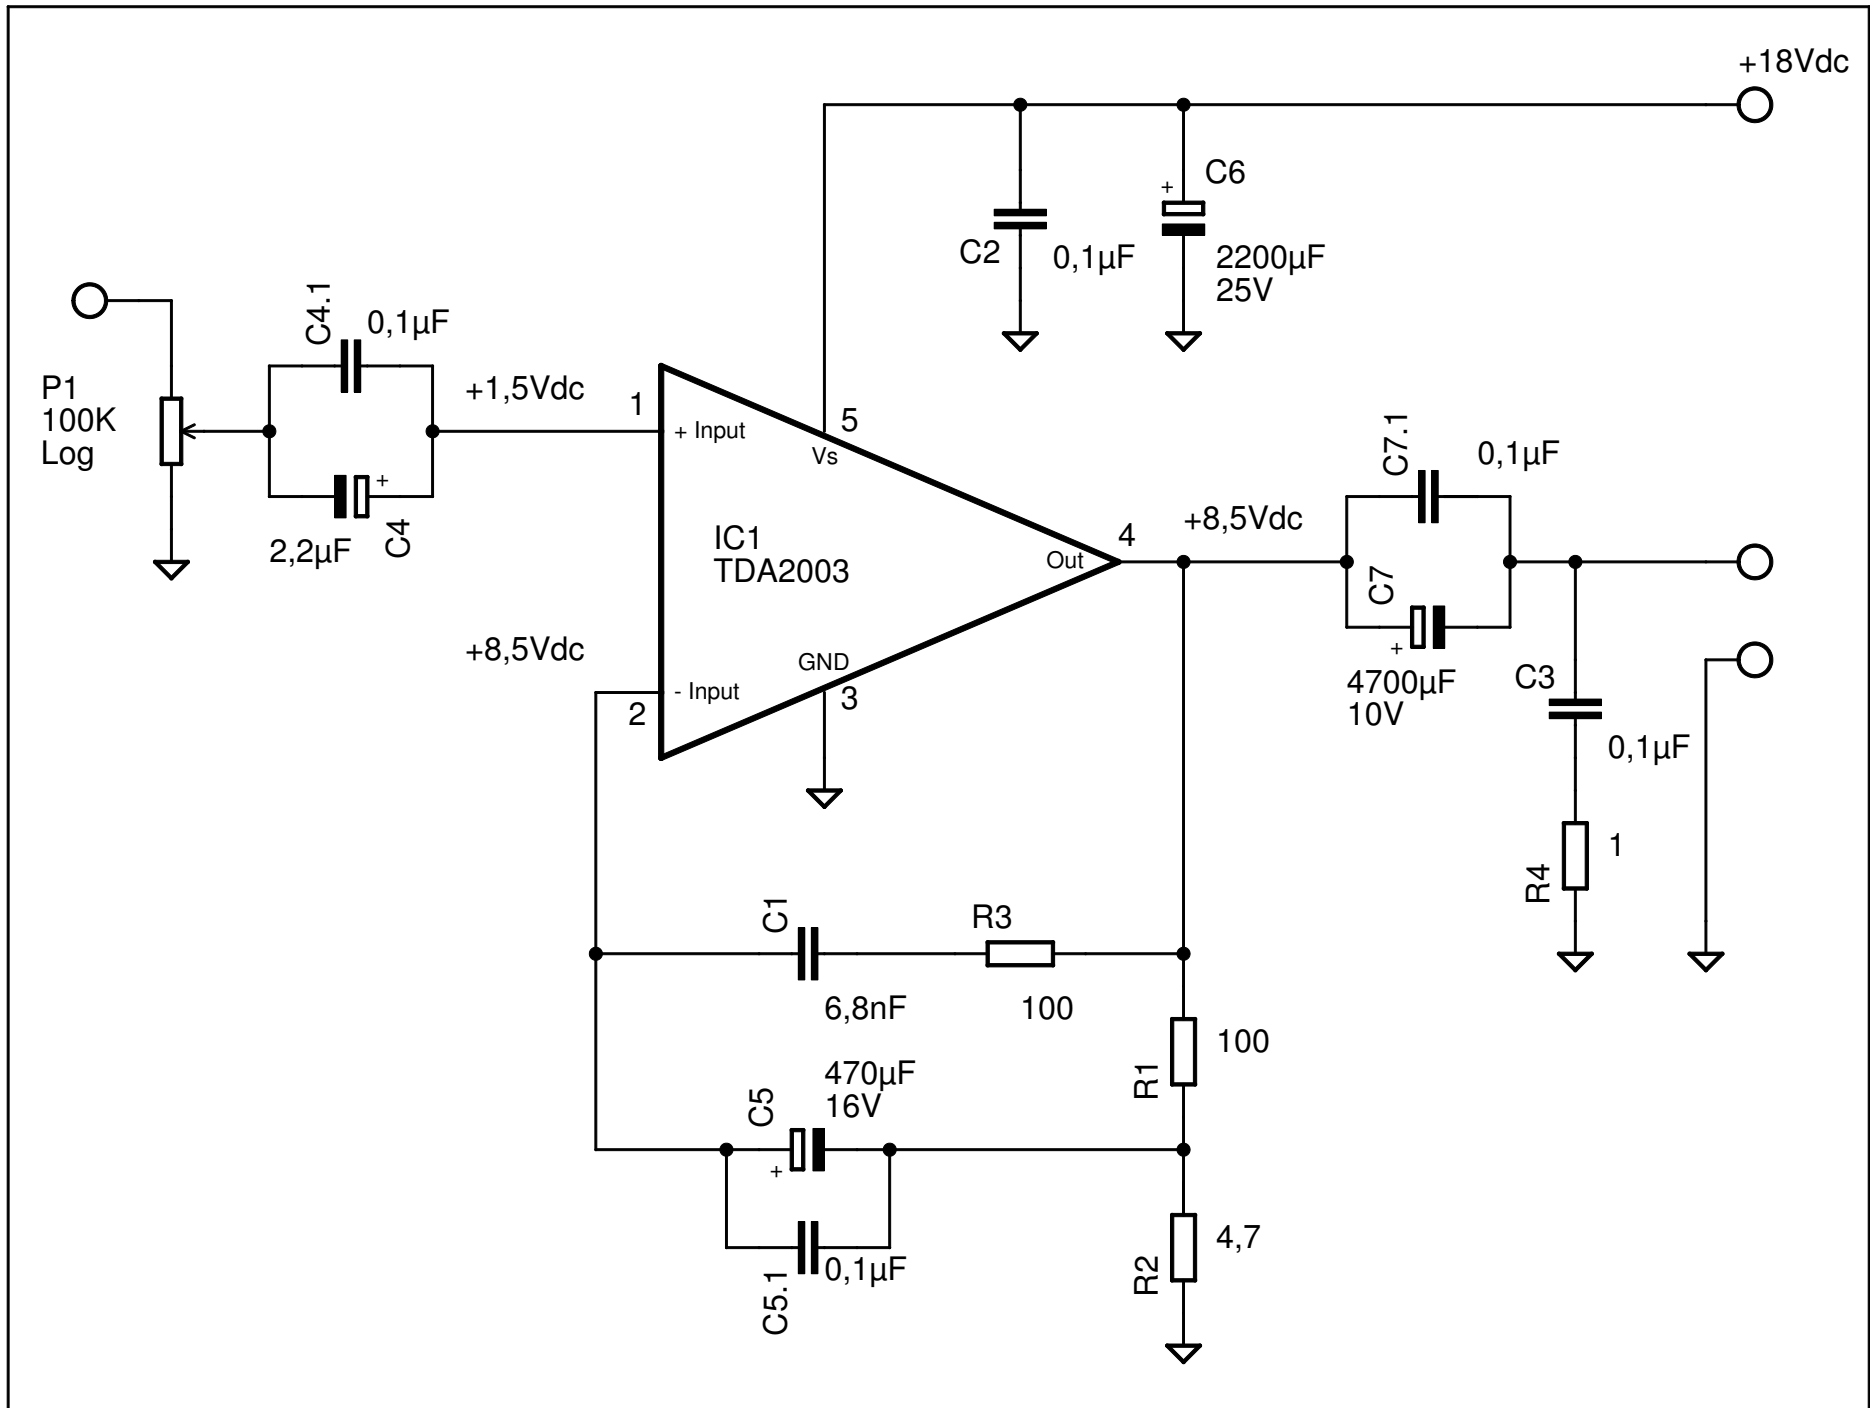 +18Vdc
C6
+
C2
0,1µF
2200µF
25V
C4.1
0,1µF
P1
100K
Log
+1,5Vdc
1
+ Input
5
Vs
+
2,2µF
C4
IC1
TDA2003
Out
4
+8,5Vdc
C7.1
0,1µF
C7
+
4700µF
10V
+8,5Vdc
- Input
2
GND
3
C3
0,1µF
1
R4
C1
R3
6,8nF
100
100
R1
470µF
16V
C5
+
C5.1
0,1µF
4,7
R2